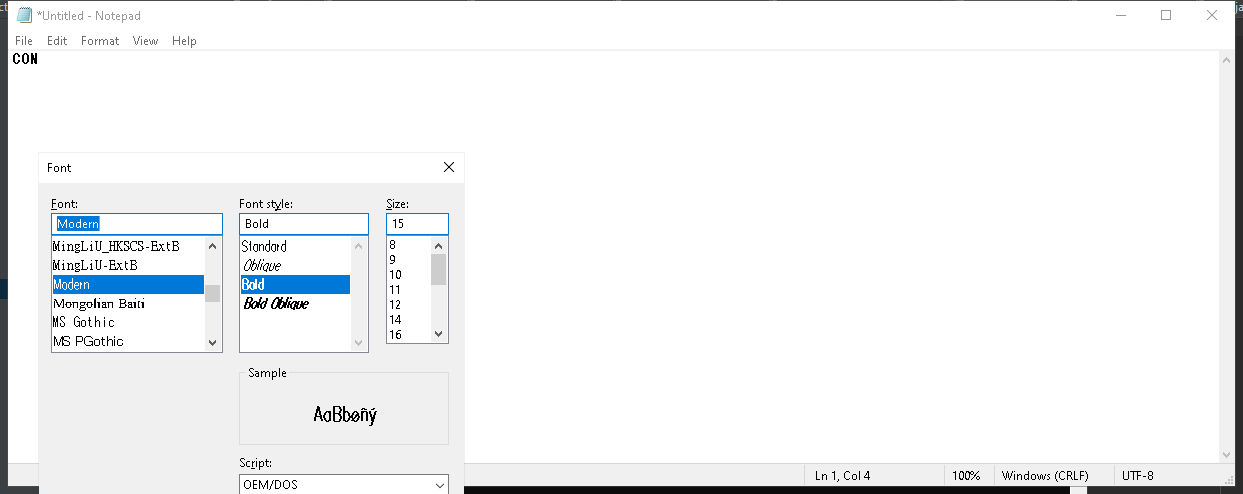 *Untitled - Notepad
File Edit Format View Help
CON
Font
Font: Font style: Size:
Modern Bold 15
MingLiU_HKSCS-ExtB Standard 8
MingLiU-ExtB Oblique 9
Modern Bold 10
Mongolian Baiti Bold Oblique 11
MS Gothic 12
MS PGothic 14
16
Sample
AaBbøñý
Script:
OEM/DOS
Ln 1, Col 4 100% Windows (CRLF) UTF-8